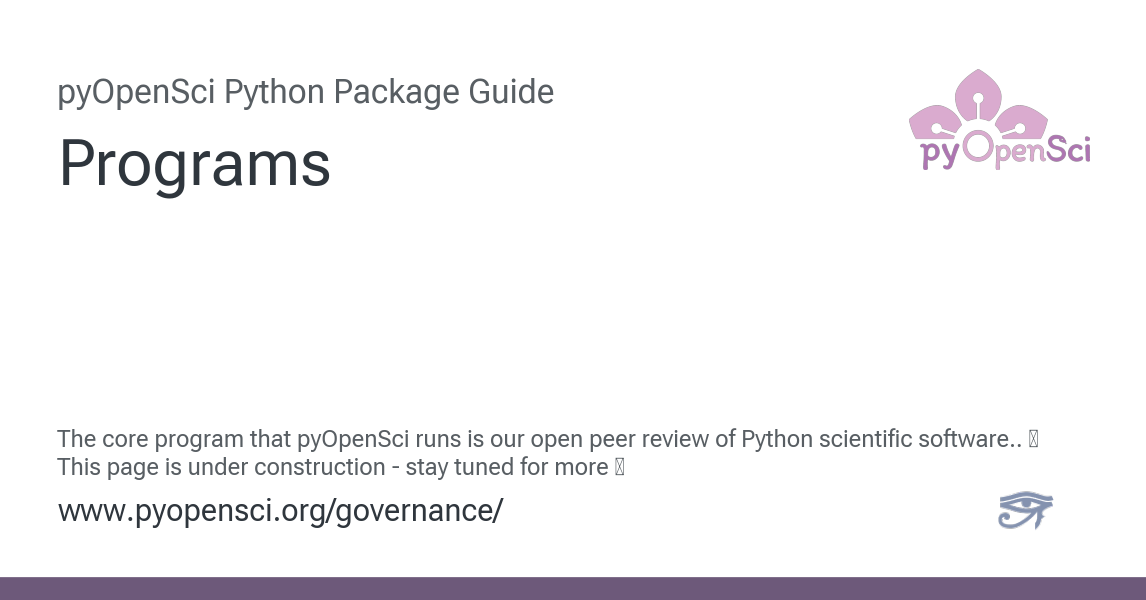 pyOpenSci Python Package Guide
Programs
pyOpenSci
The core program that pyOpenSci runs is our open peer review of Python scientific software..
This page is under construction - stay tuned for more
www.pyopensci.org/governance/